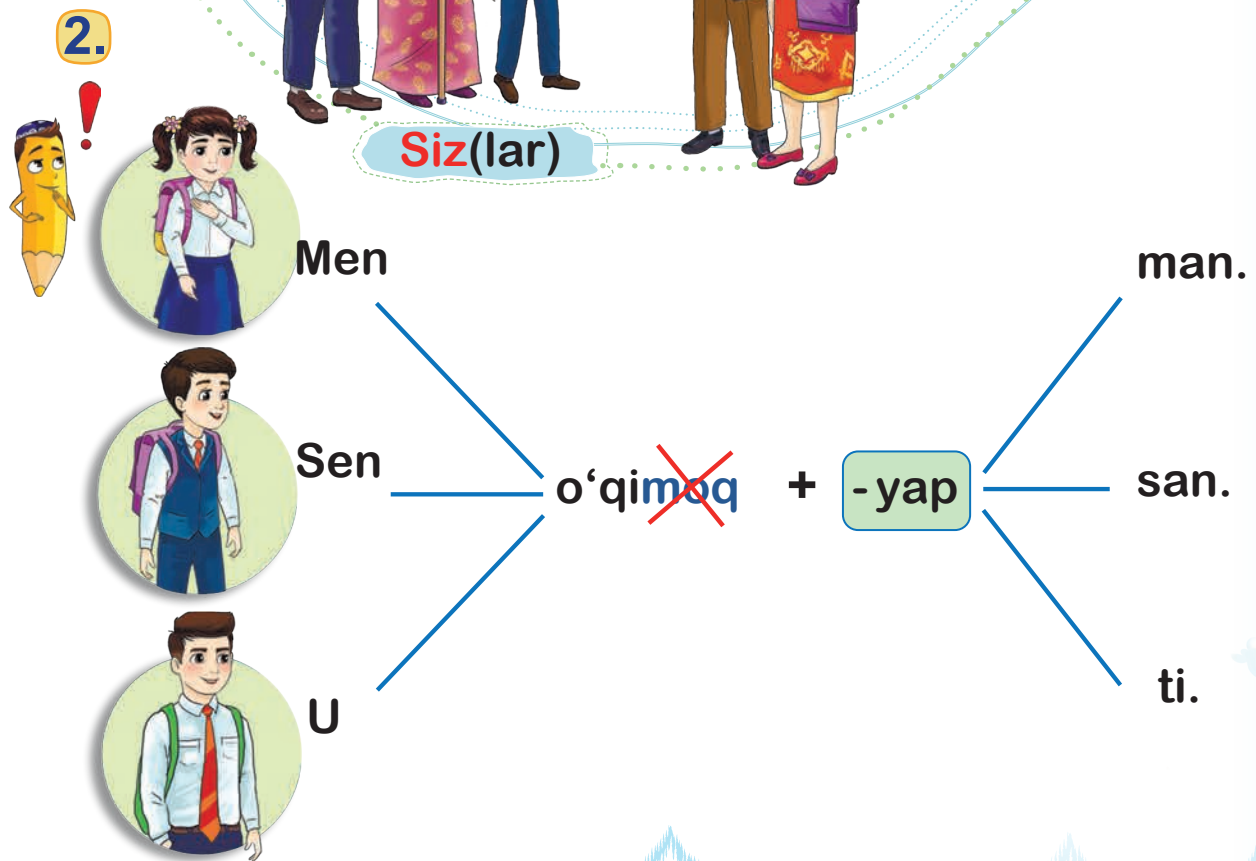 2.
Siz(lar)
Men
man.
Sen
o‘qimoq + - yap
san.
U
ti.